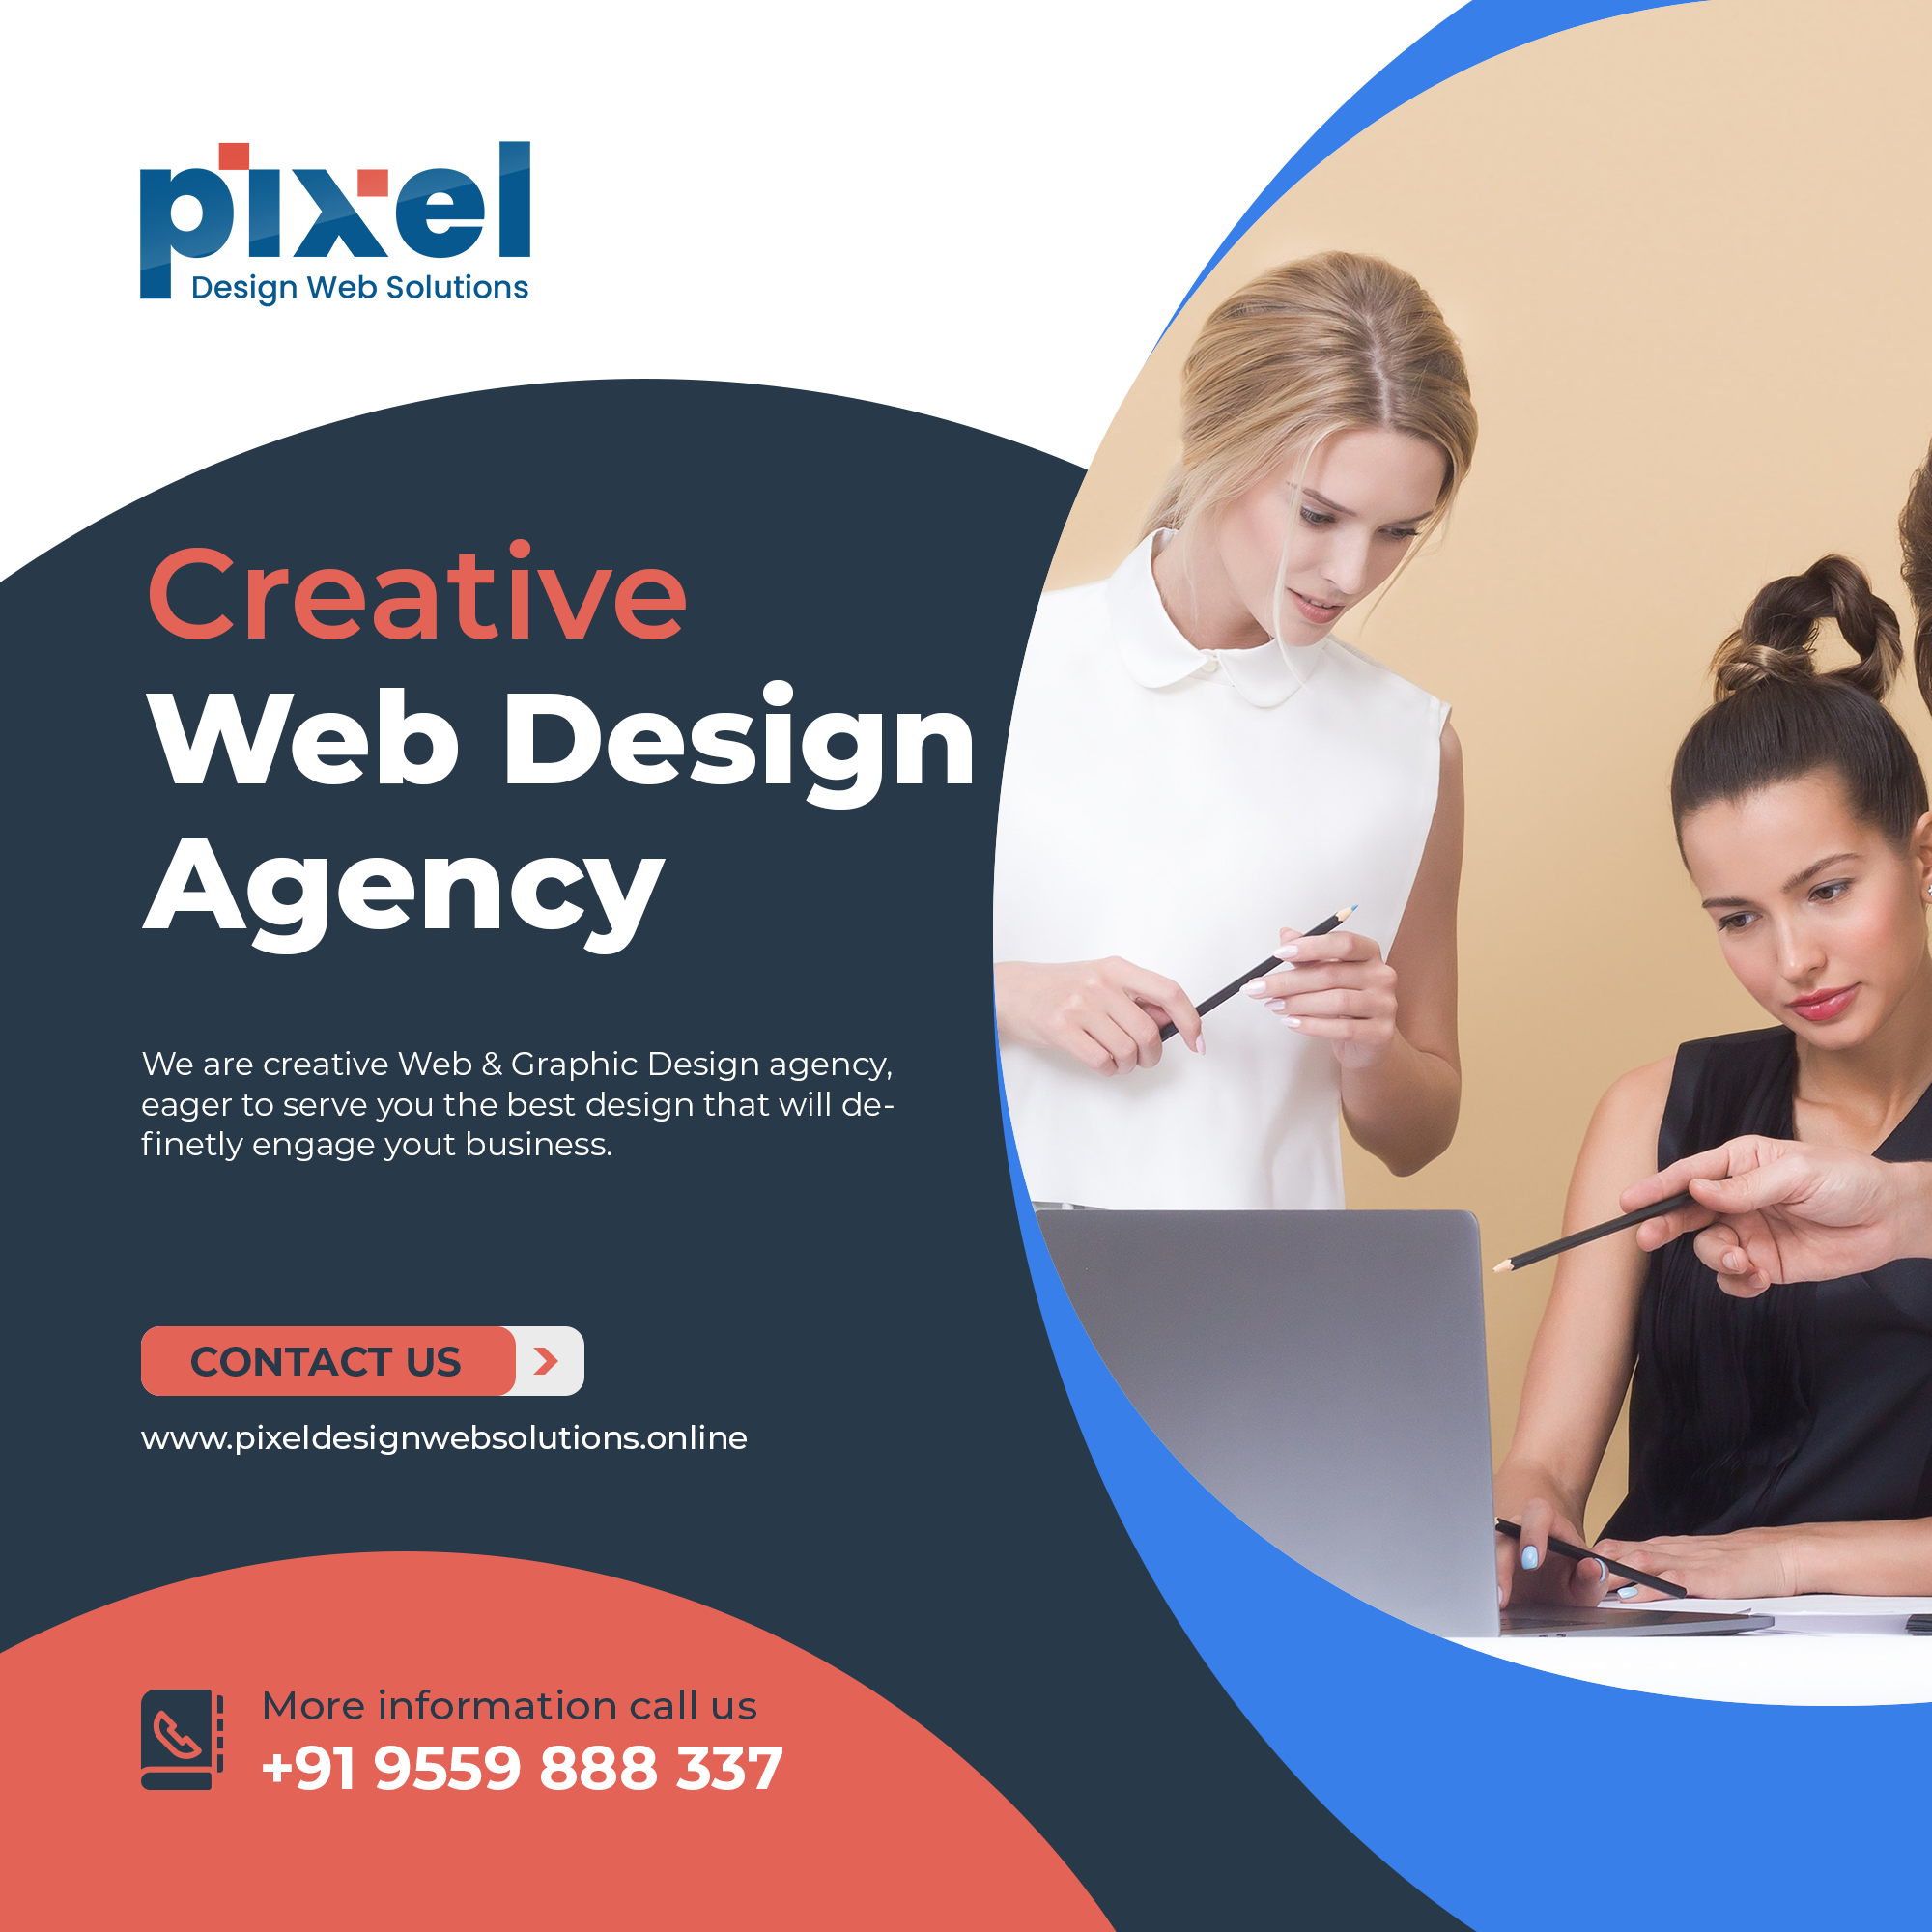 pixel
Design Web Solutions
Creative
Web Design
Agency
We are creative Web & Graphic Design agency,
eager to serve you the best design that will de-
finetly engage yout business.
CONTACT US
www.pixeldesignwebsolutions.online
More information call us
+91 9559 888 337